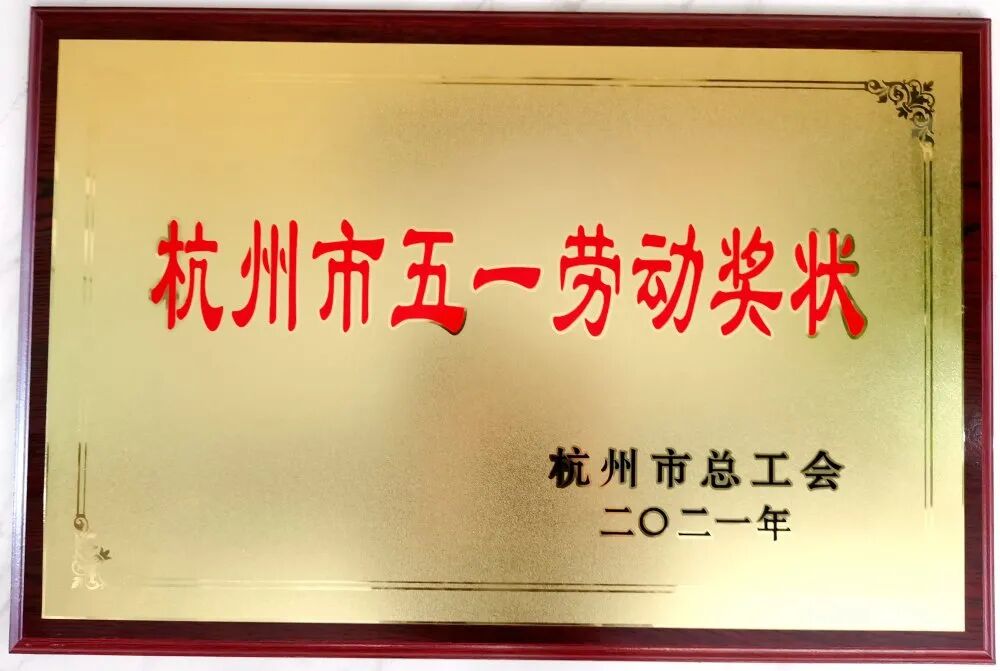 杭州市五一劳动奖状
杭州市总工会
二〇二一年